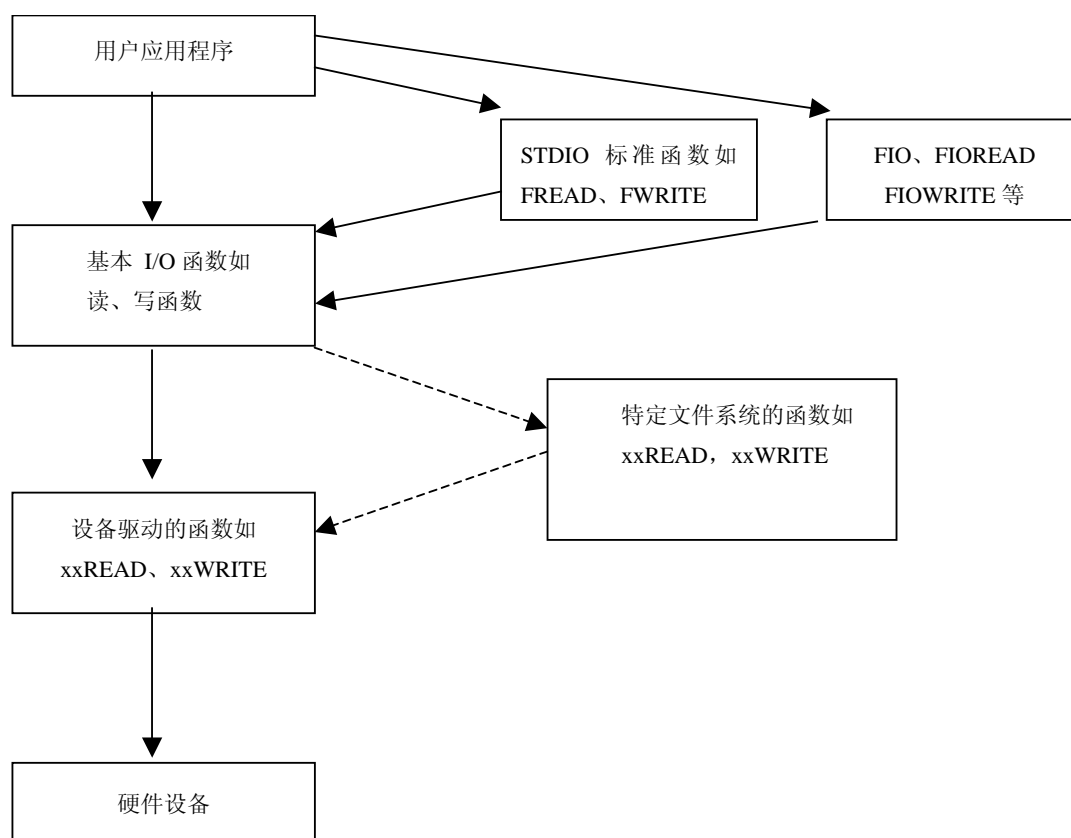 用户应用程序
STDIO 标准函数如
FREAD、FWRITE
FIO、FIOREAD
FIOWRITE 等
基本 I/O 函数如
读、写函数
特定文件系统的函数如
xxREAD，xxWRITE
设备驱动的函数如
xxREAD、xxWRITE
硬件设备